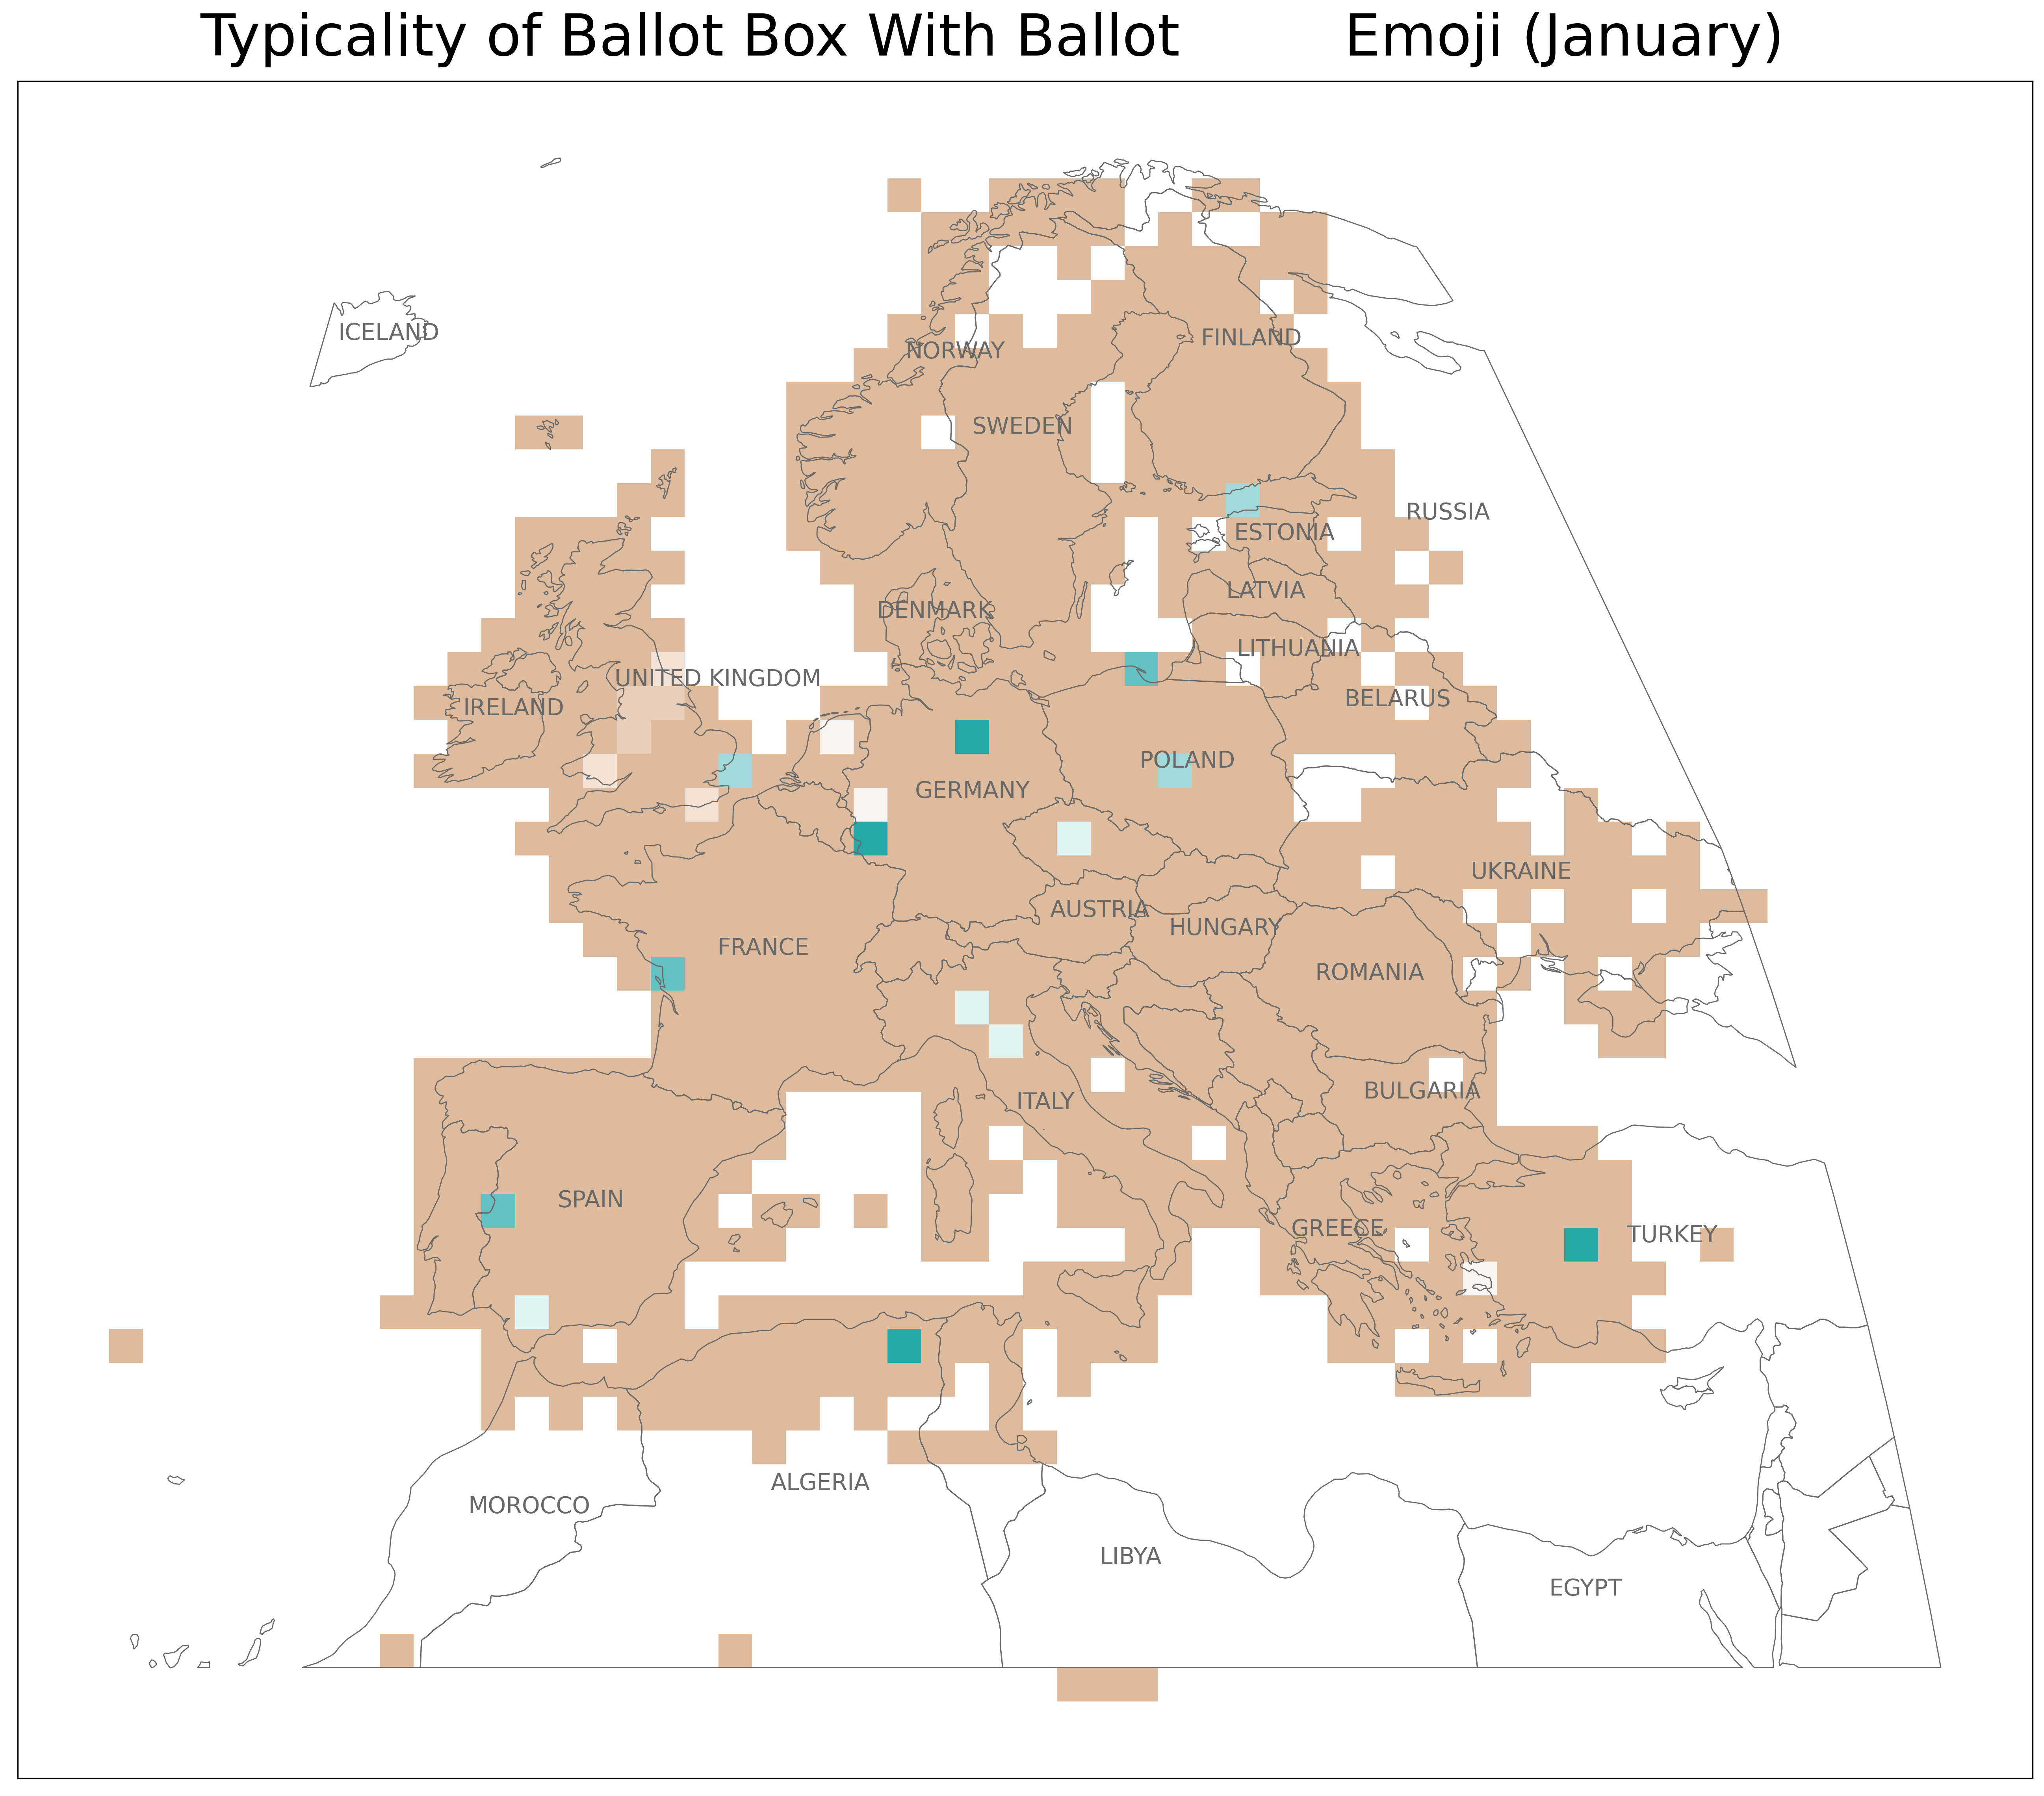 Typicality of Ballot Box With Ballot Emoji (January)
ICELAND
NORWAY
FINLAND
SWEDEN
RUSSIA
ESTONIA
LATVIA
DENMARK
LITHUANIA
UNITED KINGDOM
IRELAND
BELARUS
POLAND
GERMANY
UKRAINE
AUSTRIA
HUNGARY
FRANCE
ROMANIA
BULGARIA
ITALY
SPAIN
GREECE
TURKEY
ALGERIA
MOROCCO
LIBYA
EGYPT